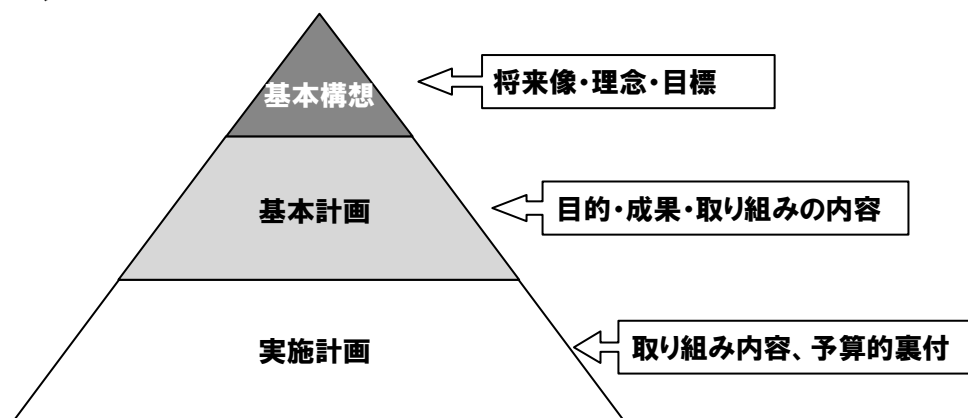 基本構想
将来像・理念・目標
基本計画
目的・成果・取り組みの内容
実施計画
取り組み内容、予算的裏付